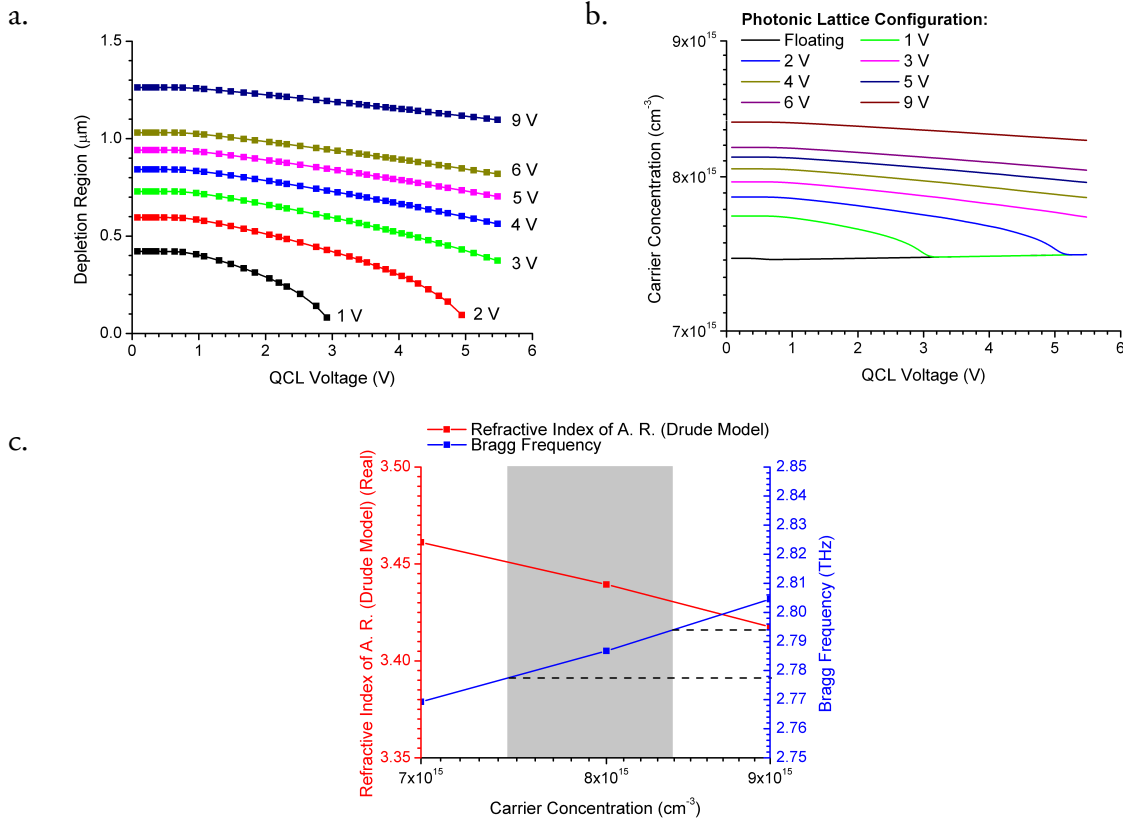 a.
1.5
1.0
0.5
0.0
Depletion Region (μm)
9 V
6 V
5 V
4 V
3 V
2 V
1 V
0 1 2 3 4 5 6
QCL Voltage (V)
b.
Photonic Lattice Configuration:
Floating 1 V
2 V 3 V
4 V 5 V
6 V 9 V
9x10¹⁵
8x10¹⁵
7x10¹⁵
Carrier Concentration (cm⁻³)
0 1 2 3 4 5 6
QCL Voltage (V)
c.
Refractive Index of A. R. (Drude Model)
Bragg Frequency
3.50
3.45
3.40
3.35
Refractive Index of A. R. (Drude Model) (Real)
2.85
2.84
2.83
2.82
2.81
2.80
2.79
2.78
2.77
2.76
2.75
Bragg Frequency (THz)
7x10¹⁵ 8x10¹⁵ 9x10¹⁵
Carrier Concentration (cm⁻³)